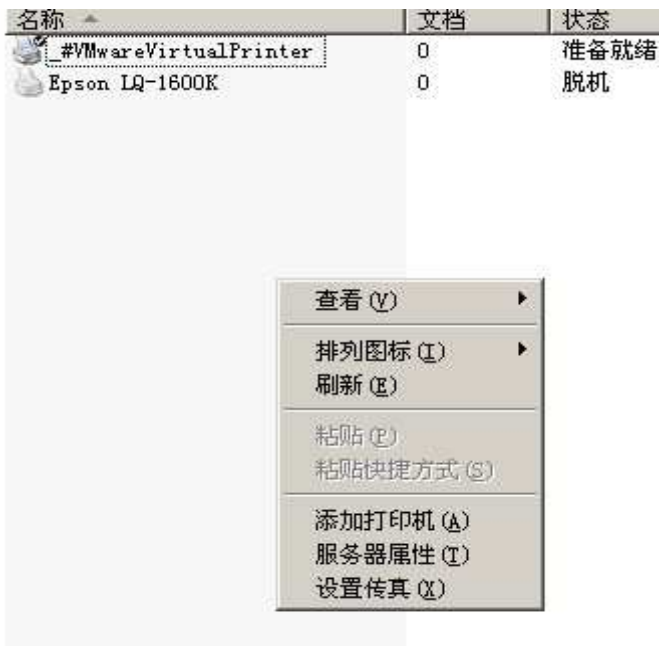 名称 文档 状态
_#VMwareVirtualPrinter 0 准备就绪
Epson LQ-1600K 0 脱机
查看(V)
排列图标(I)
刷新(E)
粘贴(P)
粘贴快捷方式(S)
添加打印机(A)
服务器属性(T)
设置传真(X)